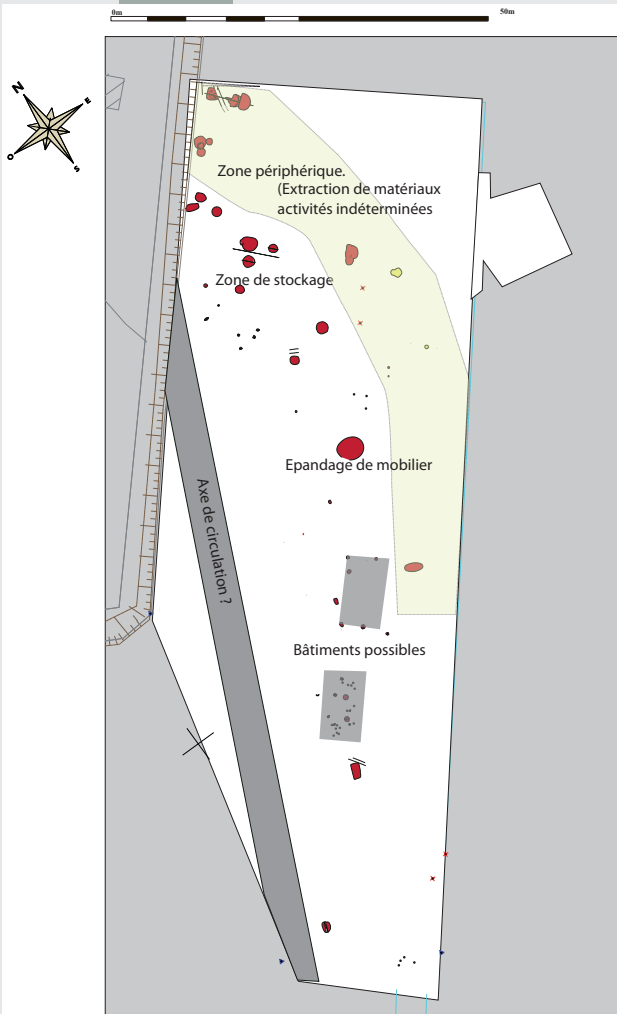 0m
50m
N
E
O
S
Zone périphérique.
(Extraction de matériaux
activités indéterminées
Zone de stockage
Epandage de mobilier
Axe de circulation ?
Bâtiments possibles